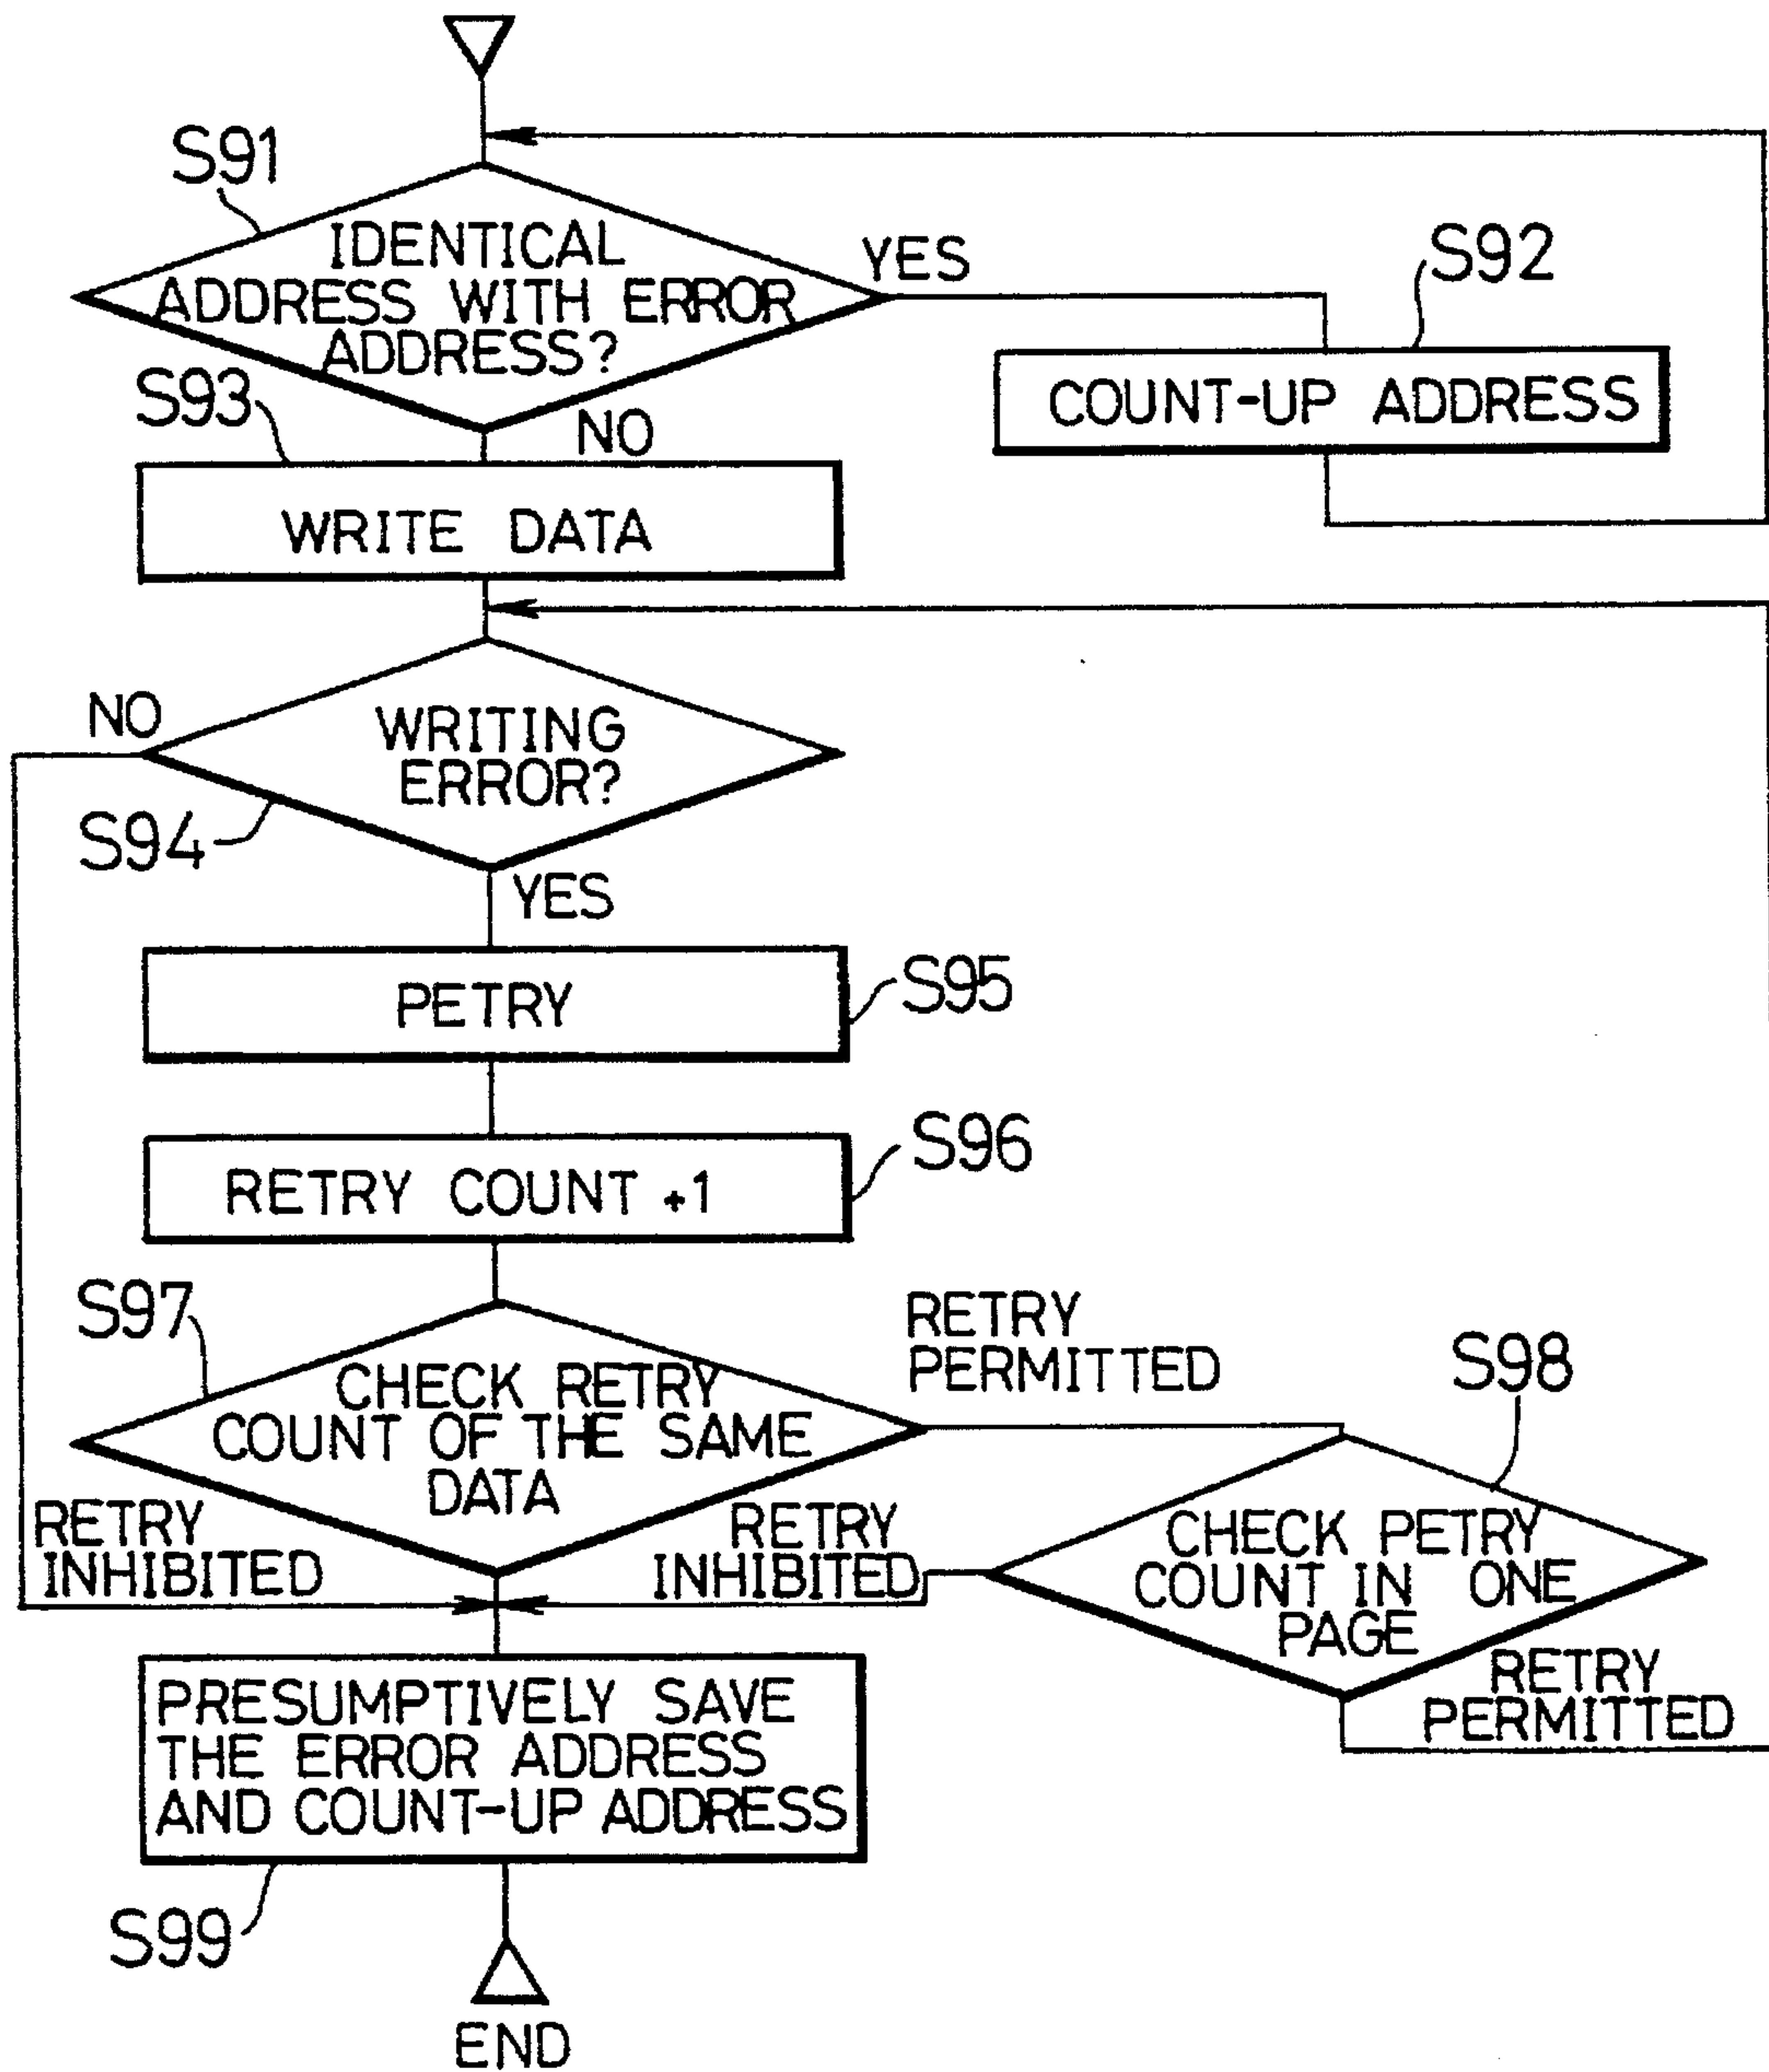 S91
IDENTICAL
ADDRESS WITH ERROR
ADDRESS?
YES
S92
COUNT-UP ADDRESS
S93
NO
WRITE DATA
NO
WRITING
ERROR?
S94
YES
PETRY
S95
RETRY COUNT +1
S96
S97
CHECK RETRY
COUNT OF THE SAME
DATA
RETRY
PERMITTED
S98
RETRY
INHIBITED
RETRY
INHIBITED
CHECK PETRY
COUNT IN ONE
PAGE
RETRY
PERMITTED
PRESUMPTIVELY SAVE
THE ERROR ADDRESS
AND COUNT-UP ADDRESS
S99
END